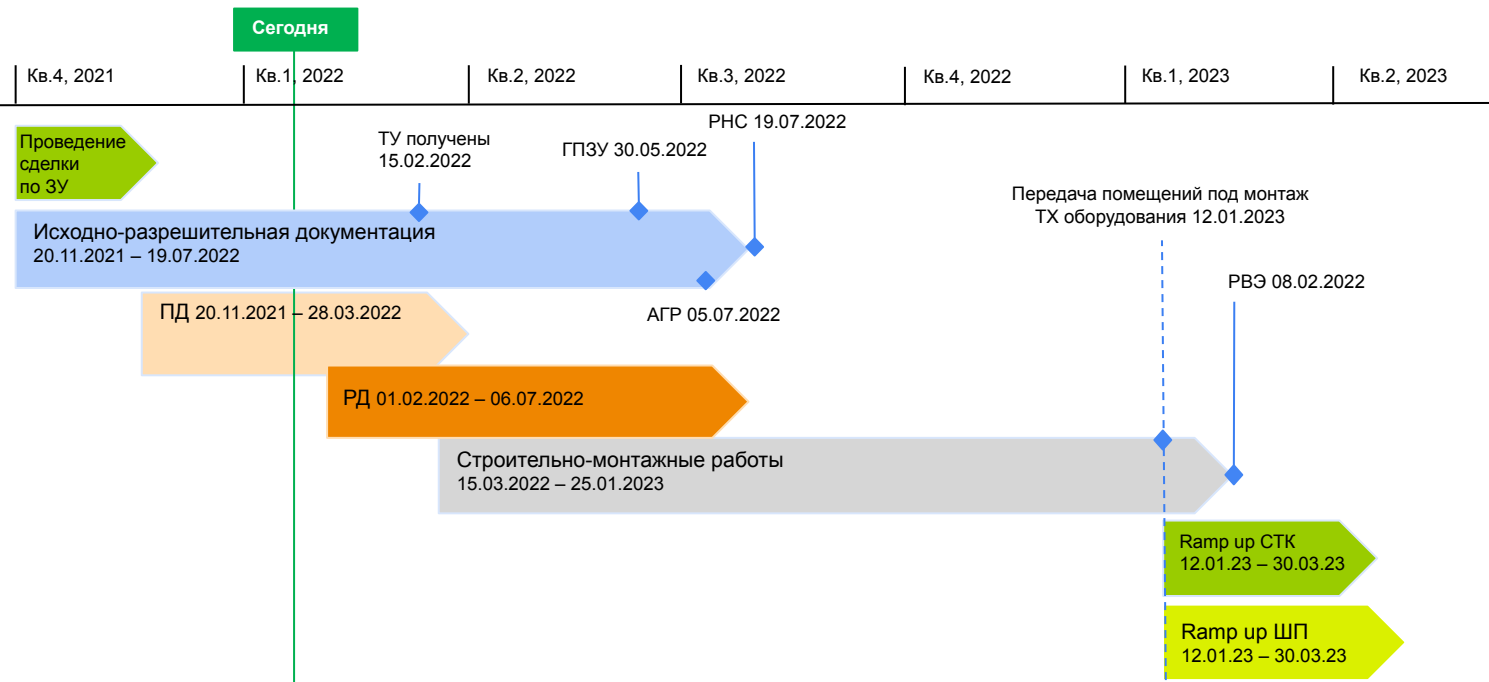 Сегодня
Кв.4, 2021
Кв.1, 2022
Кв.2, 2022
Кв.3, 2022
Кв.4, 2022
Кв.1, 2023
Кв.2, 2023
Проведение
сделки
по ЗУ
ТУ получены
15.02.2022
ГПЗУ 30.05.2022
РНС 19.07.2022
Передача помещений под монтаж
ТХ оборудования 12.01.2023
Исходно-разрешительная документация
20.11.2021 – 19.07.2022
РВЭ 08.02.2022
ПД 20.11.2021 – 28.03.2022
АГР 05.07.2022
РД 01.02.2022 – 06.07.2022
Строительно-монтажные работы
15.03.2022 – 25.01.2023
Ramp up СТК
12.01.23 – 30.03.23
Ramp up ШП
12.01.23 – 30.03.23